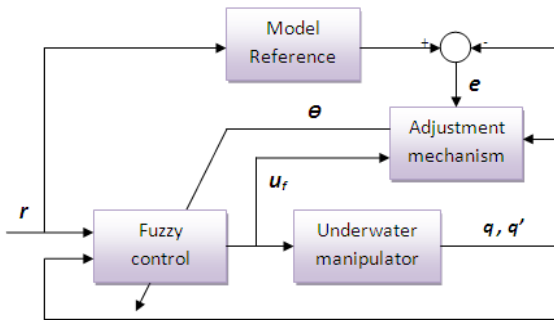 Model
Reference
+
-
e
Θ
Adjustment
mechanism
u_f
r
Fuzzy
control
Underwater
manipulator
q , q’